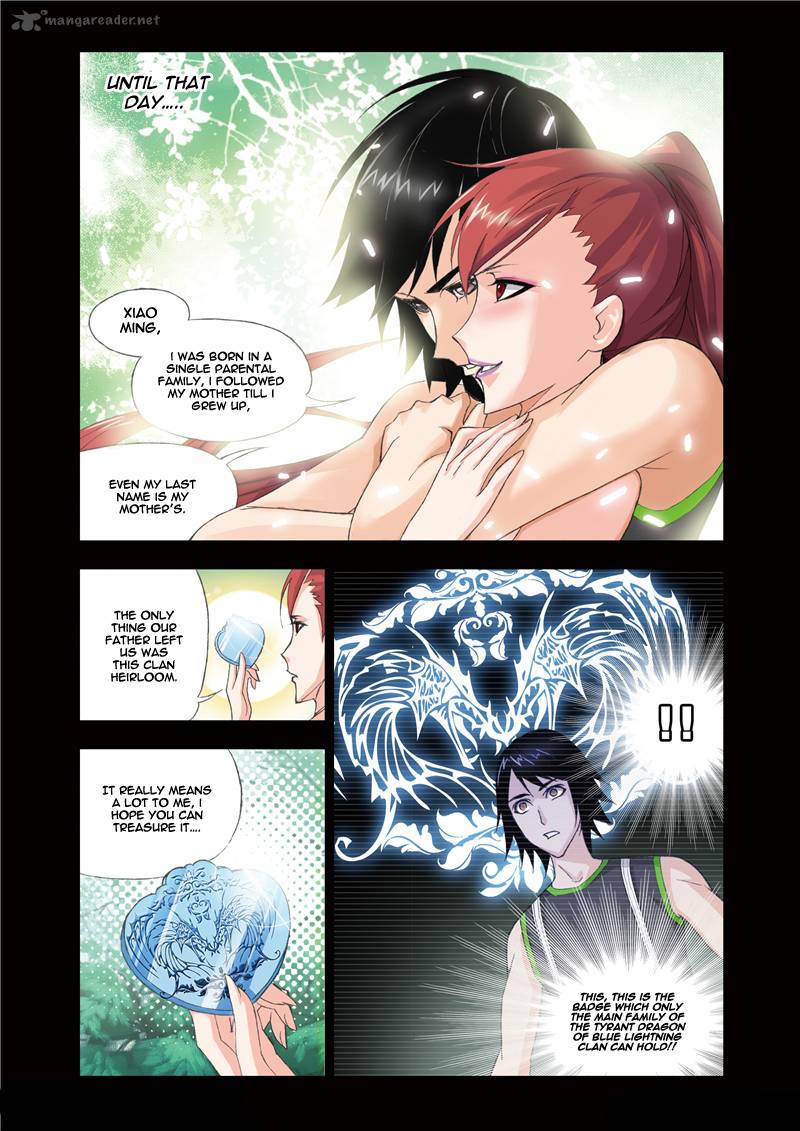 mangareader.net
UNTIL THAT
DAY.....
XIAO
MING,
I WAS BORN IN A
SINGLE PARENTAL
FAMILY, I FOLLOWED
MY MOTHER TILL I
GREW UP,
EVEN MY LAST
NAME IS MY
MOTHER'S.
THE ONLY
THING OUR
FATHER LEFT
US WAS
THIS CLAN
HEIRLOOM.
!!
IT REALLY MEANS
A LOT TO ME, I
HOPE YOU CAN
TREASURE IT....
THIS, THIS IS THE
BADGE WHICH ONLY
THE MAIN FAMILY OF
THE TYRANT DRAGON
OF BLUE LIGHTNING
CLAN CAN HOLD!!